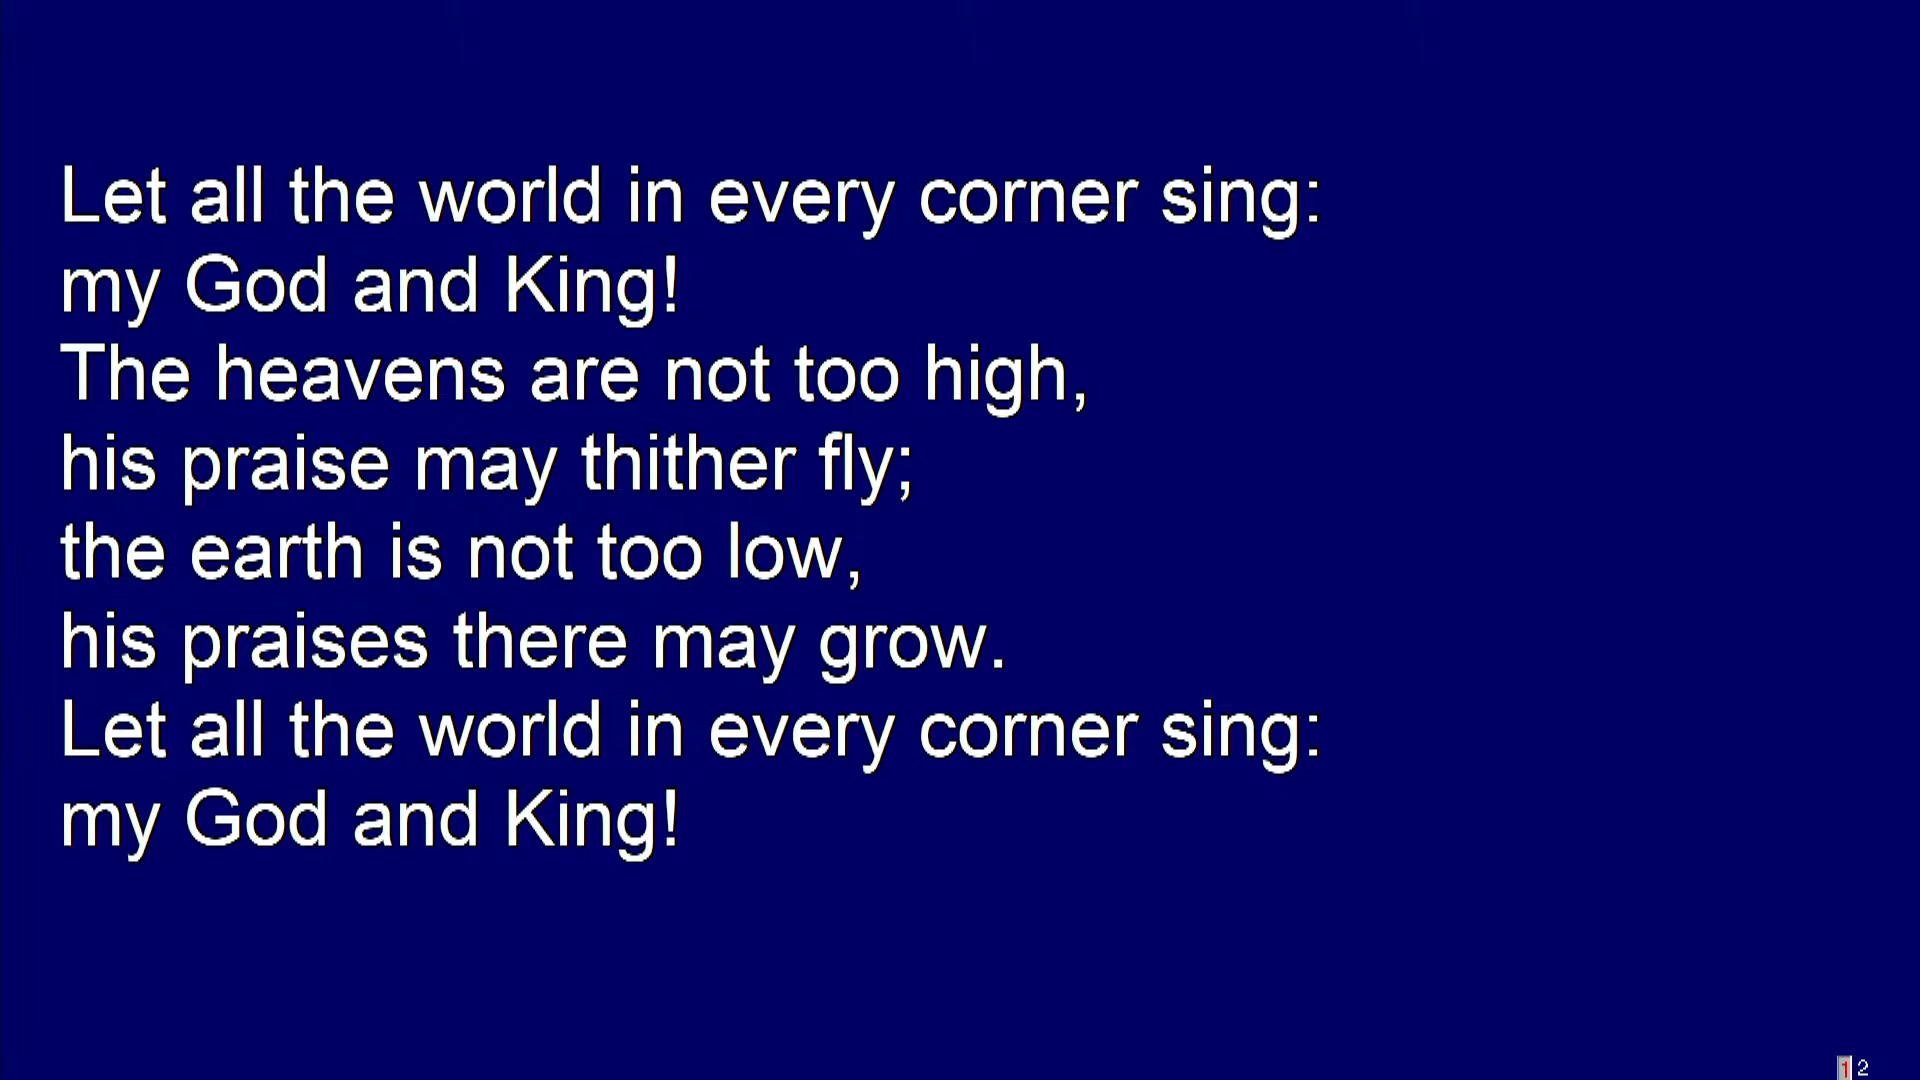 Let all the world in every corner sing:
my God and King!
The heavens are not too high,
his praise may thither fly;
the earth is not too low,
his praises there may grow.
Let all the world in every corner sing:
my God and King!
1 2